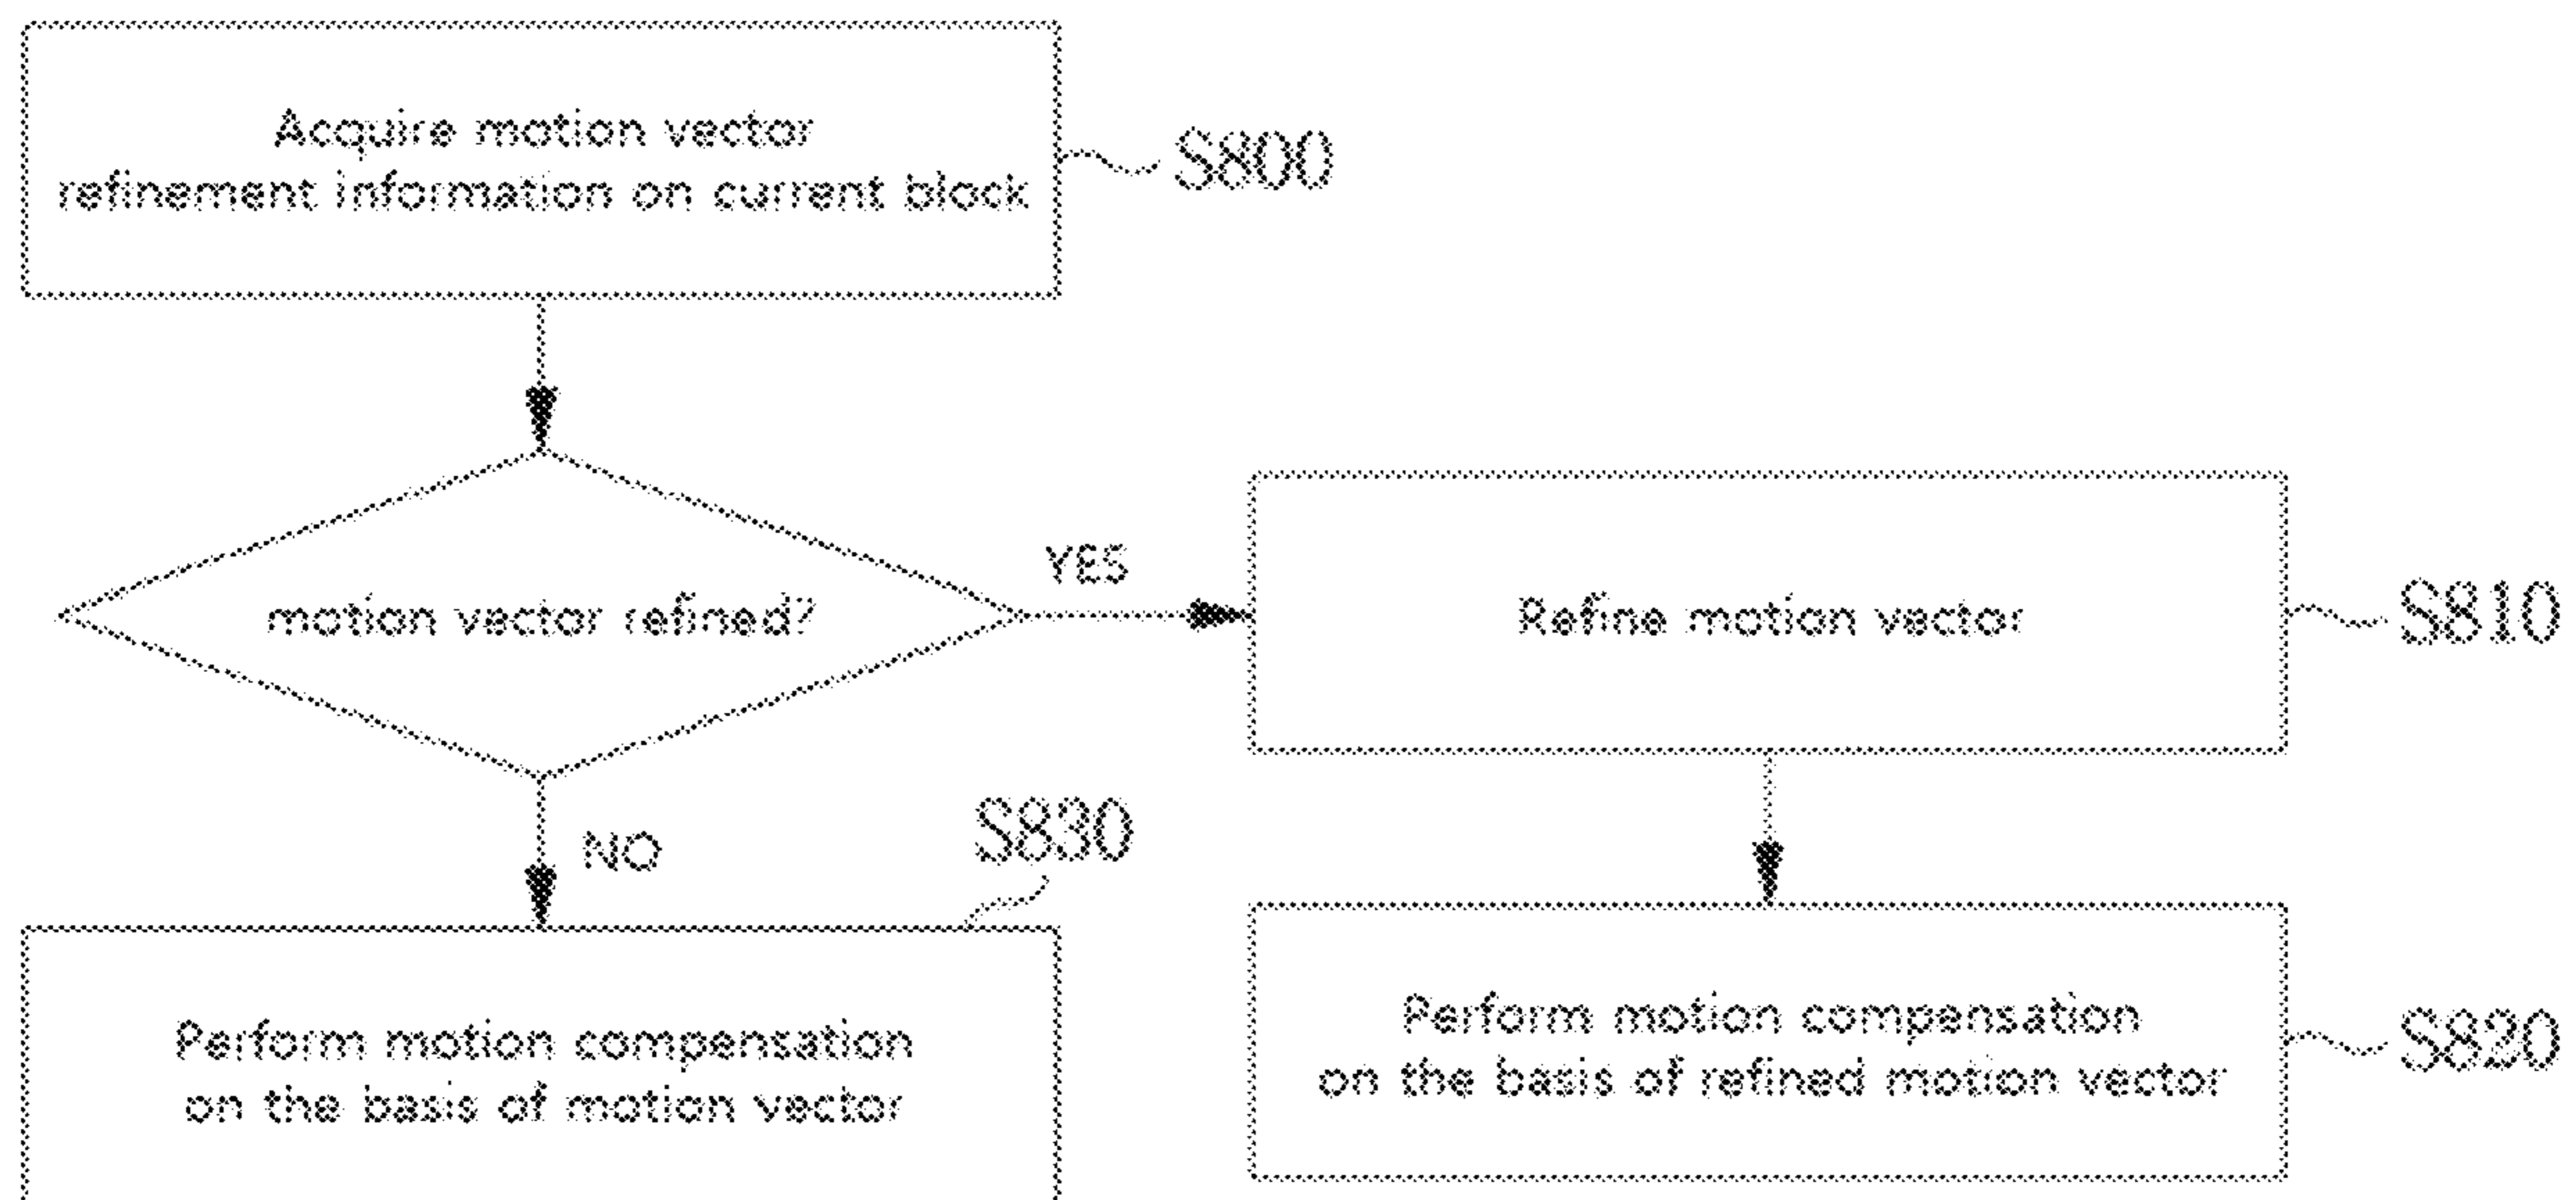 Acquire motion vector
refinement information on current block
S800
motion vector refined?
YES
Refine motion vector
S810
NO
S830
Perform motion compensation
on the basis of motion vector
Perform motion compensation
on the basis of refined motion vector
S820